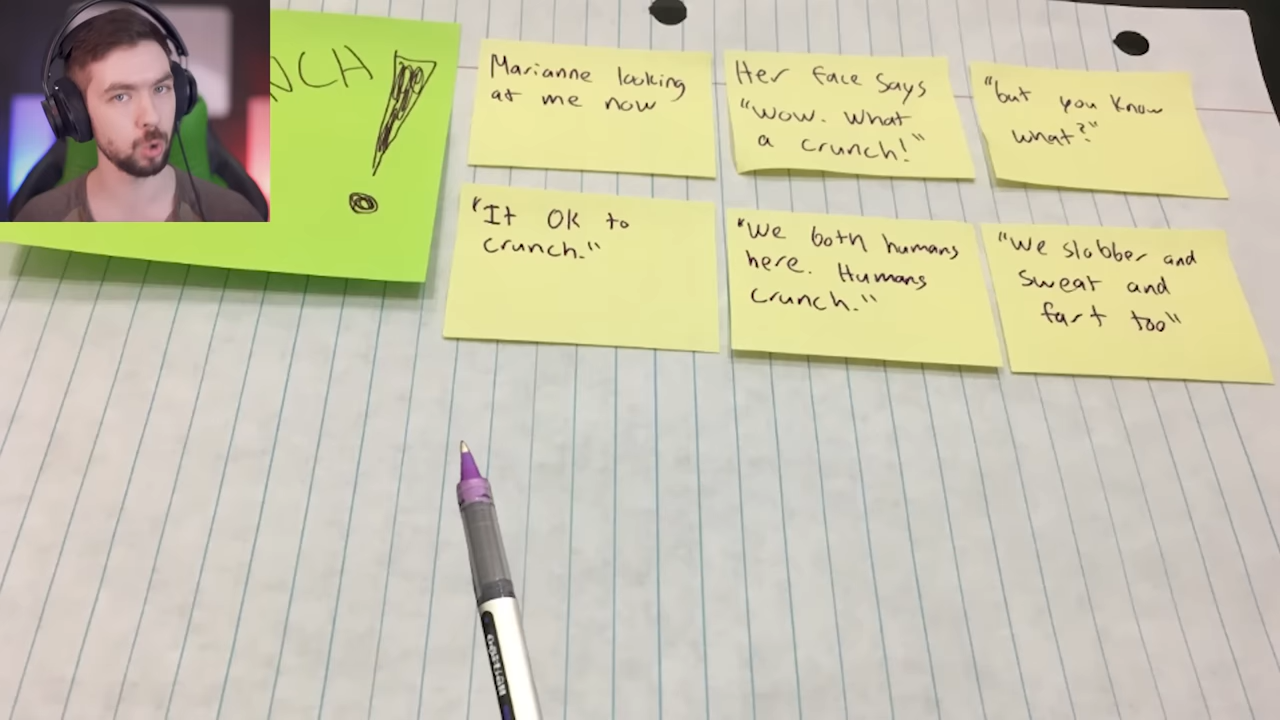 NCH!
Marianne looking
at me now
Her face says
"Wow. What
a crunch!"
"but you know
what?"
"It OK to
crunch."
"We both humans
here. Humans
crunch."
"We slobber and
sweat and
fart too"